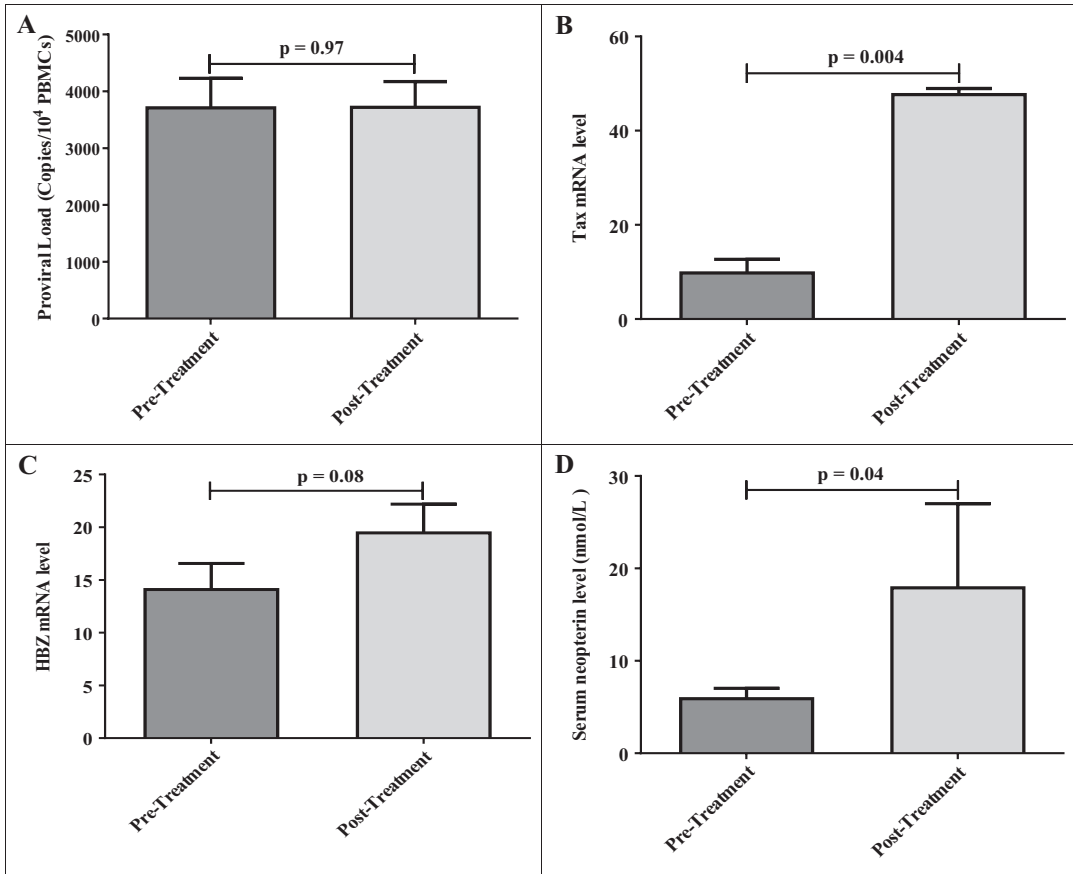 A
Proviral Load (Copies/10⁴ PBMCs)
5000
4000
3000
2000
1000
0
p = 0.97
Pre-Treatment
Post-Treatment
B
Tax mRNA level
60
40
20
0
p = 0.004
Pre-Treatment
Post-Treatment
C
HBZ mRNA level
25
20
15
10
5
0
p = 0.08
Pre-Treatment
Post-Treatment
D
Serum neopterin level (nmol/L )
30
20
10
0
p = 0.04
Pre-Treatment
Post-Treatment